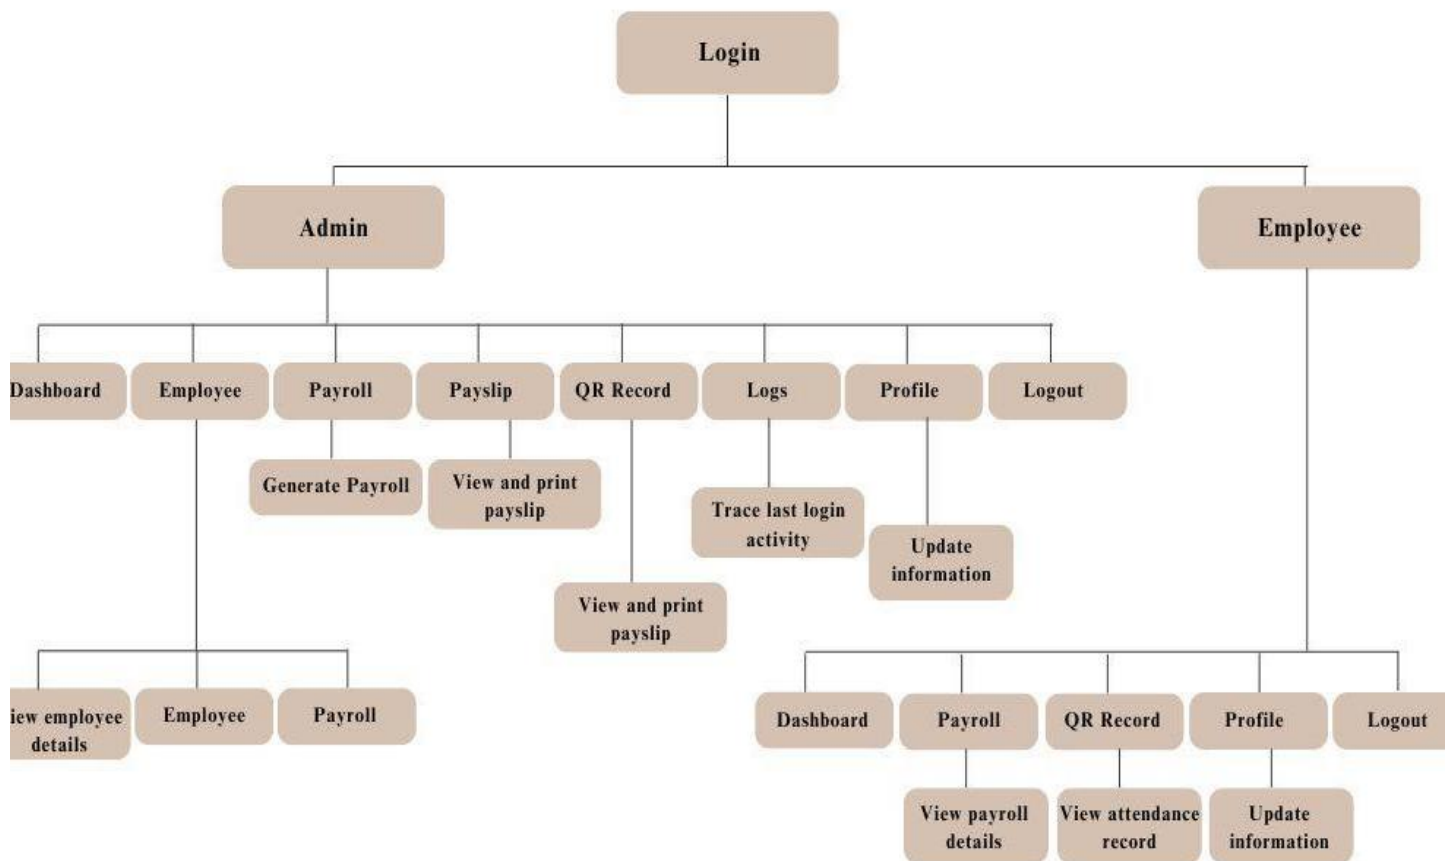 Login
Admin
Employee
Dashboard
Employee
Payroll
Payslip
QR Record
Logs
Profile
Logout
Generate Payroll
View and print
payslip
Trace last login
activity
Update
information
View and print
payslip
iew employee
details
Employee
Payroll
Dashboard
Payroll
QR Record
Profile
Logout
View payroll
details
View attendance
record
Update
information